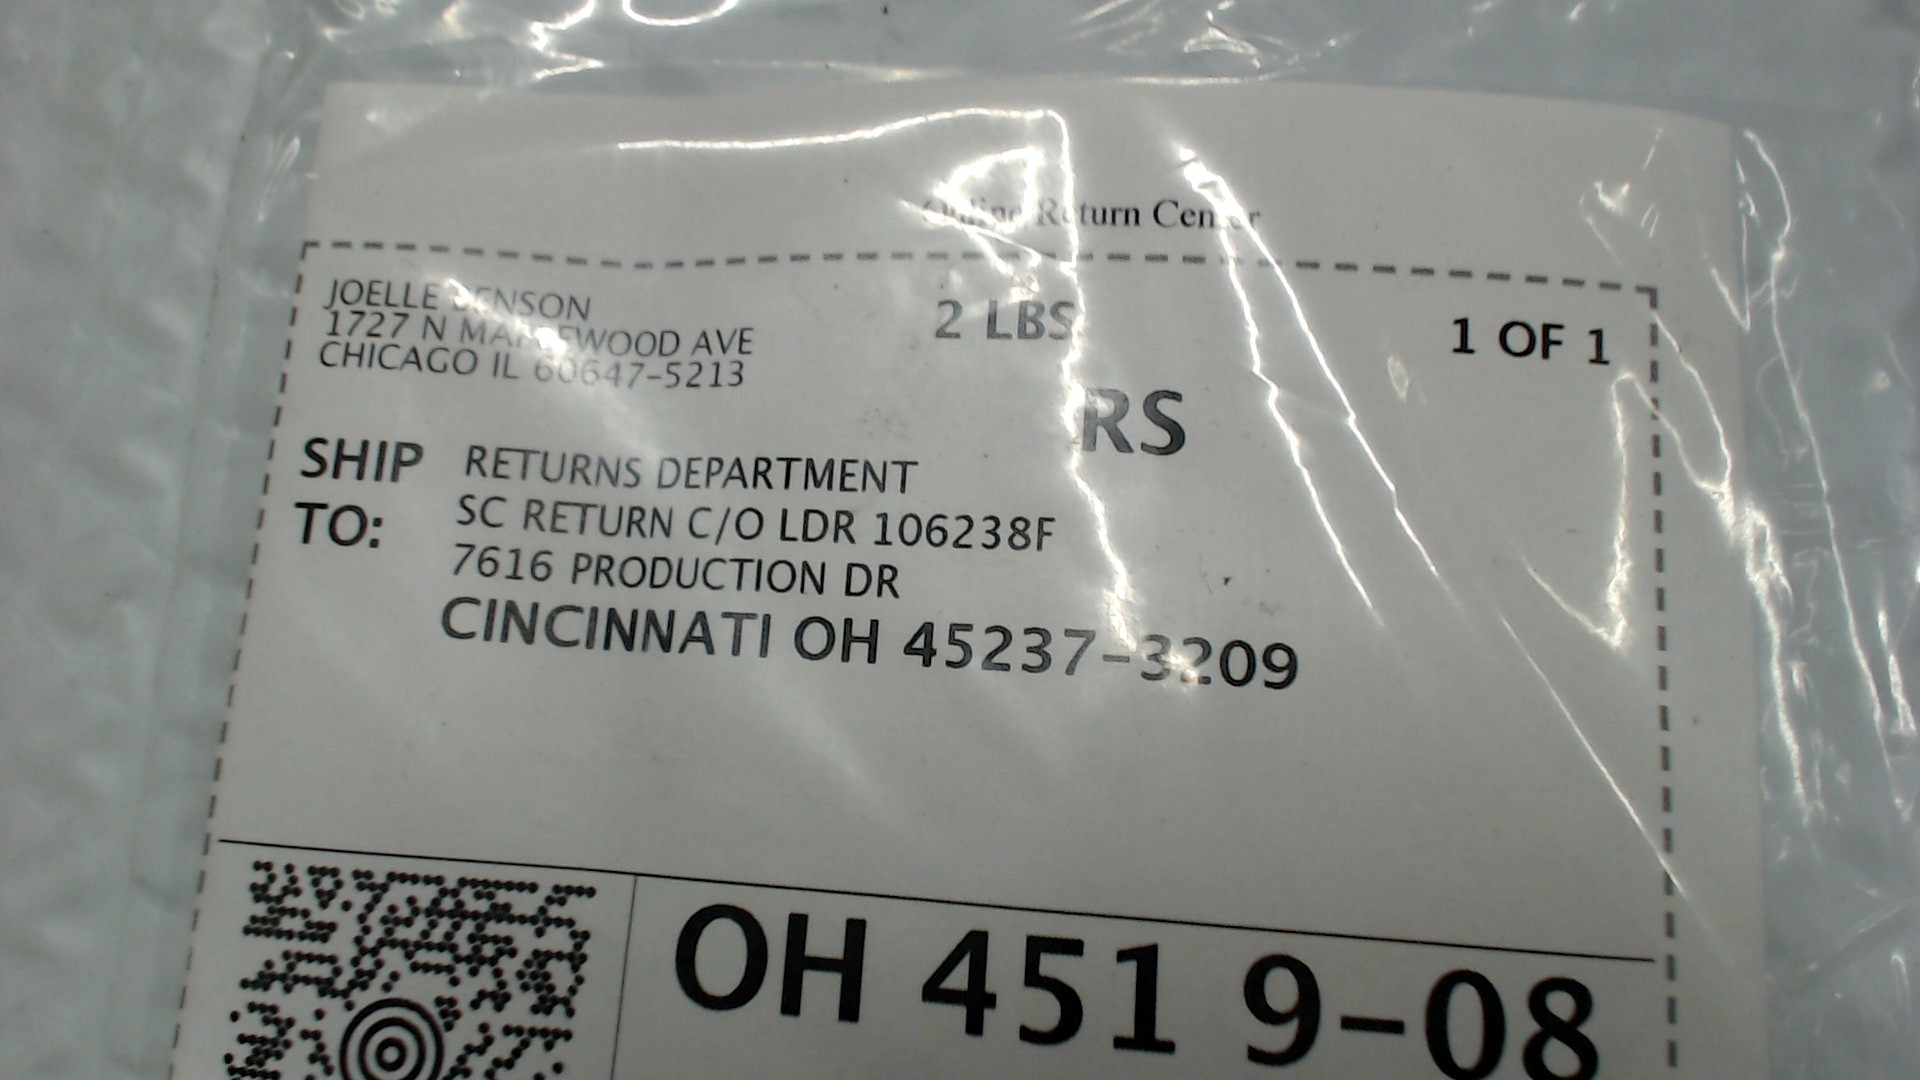 Online Return Center
JOELLE BENSON
1727 N MAPLEWOOD AVE
CHICAGO IL 60647-5213
2 LBS
1 OF 1
RS
SHIP TO:
RETURNS DEPARTMENT
SC RETURN C/O LDR 106238F
7616 PRODUCTION DR
CINCINNATI OH 45237-3209
OH 451 9-08